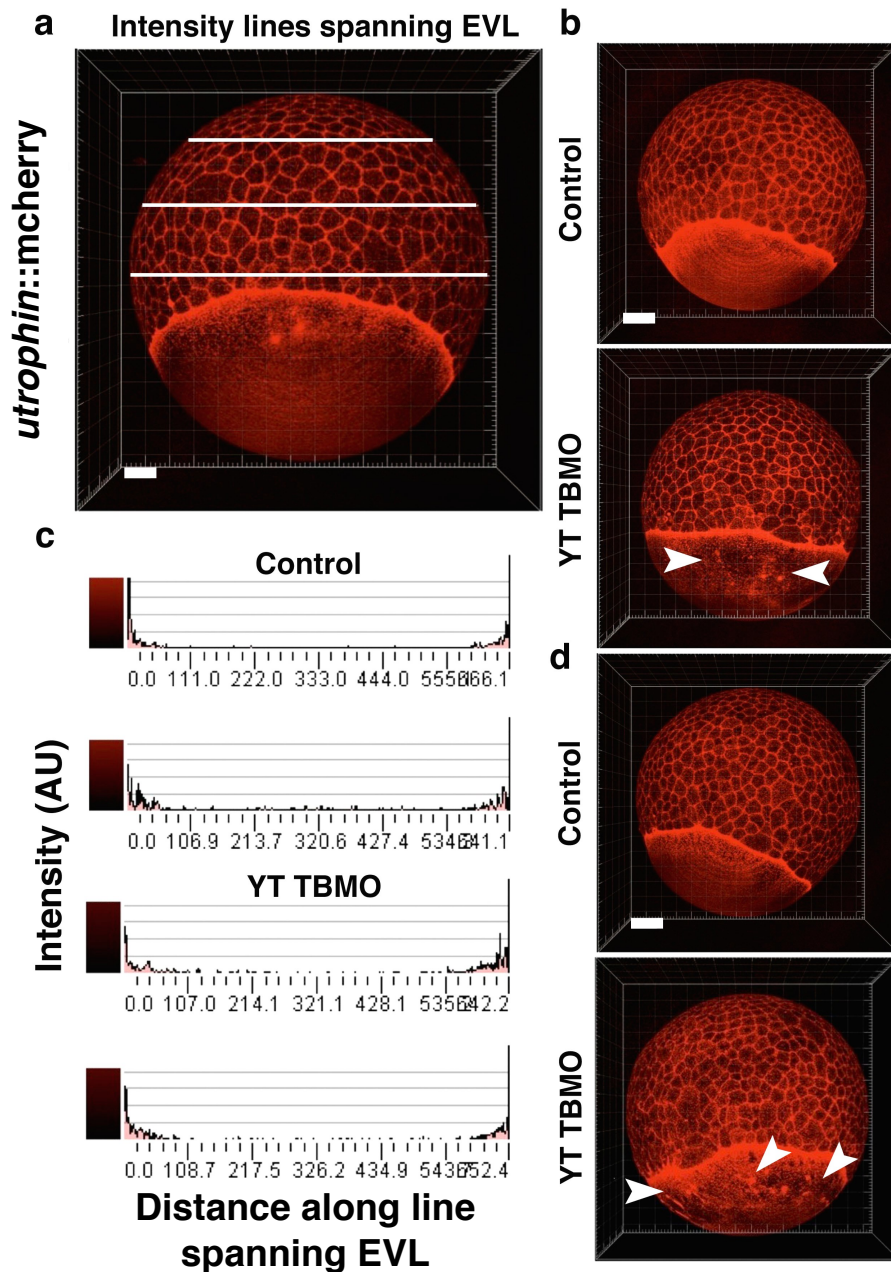 a
Intensity lines spanning EVL
utrophin::mcherry
b
Control
YT TBMO
c
Intensity (AU)
Control
0.0 111.0 222.0 333.0 444.0
0.0 106.9 213.7 320.6 427.4
YT TBMO
0.0 107.0 214.1 321.1 428.1
0.0 108.7 217.5 326.2 434.9
Distance along line
spanning EVL
d
Control
YT TBMO